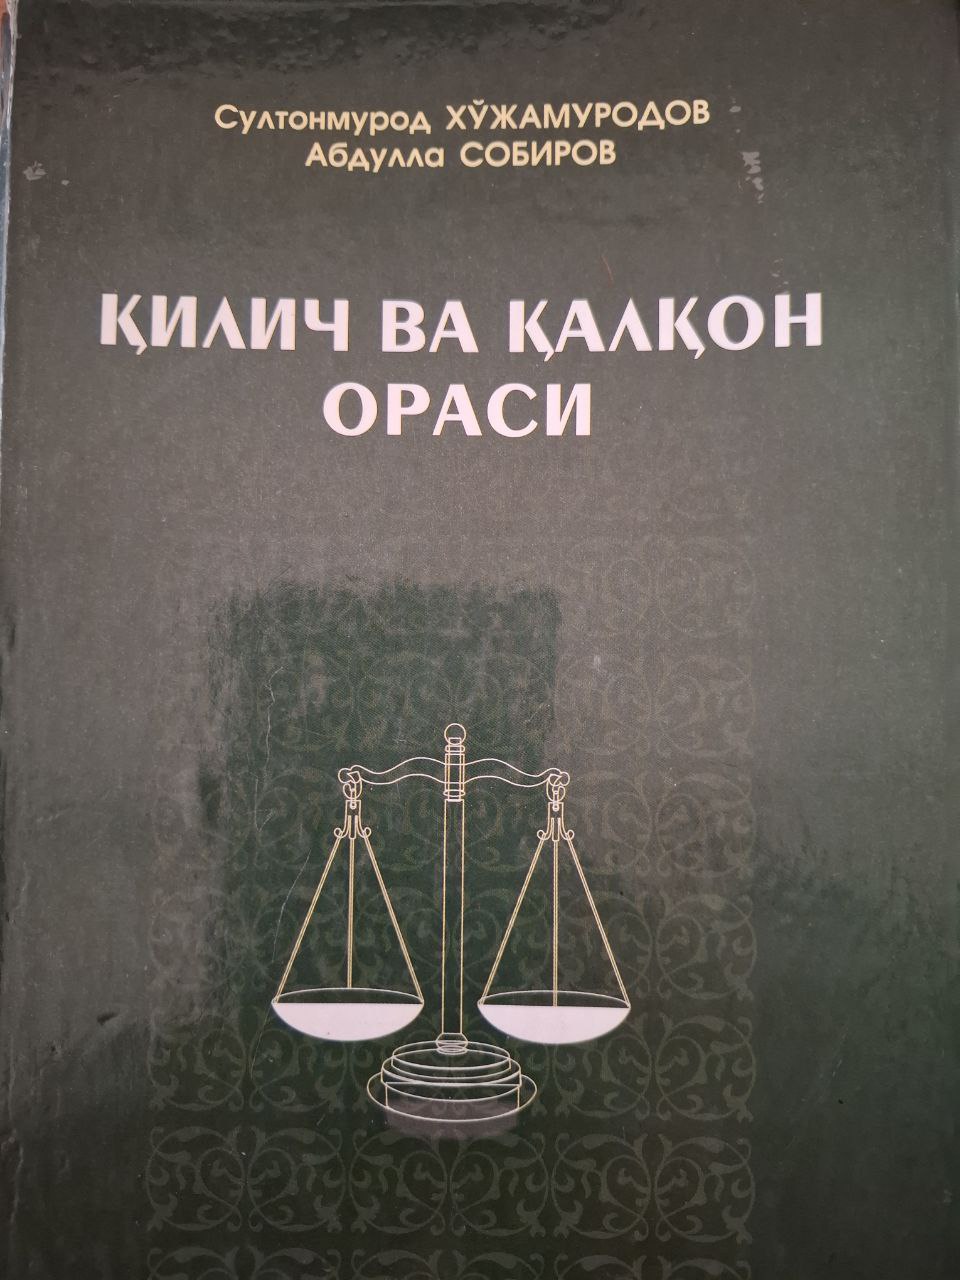 Султонмурод ХЎЖАМУРОДОВ
Абдулла СОБИРОВ
ҚИЛИЧ ВА ҚАЛҚОН
ОРАСИ